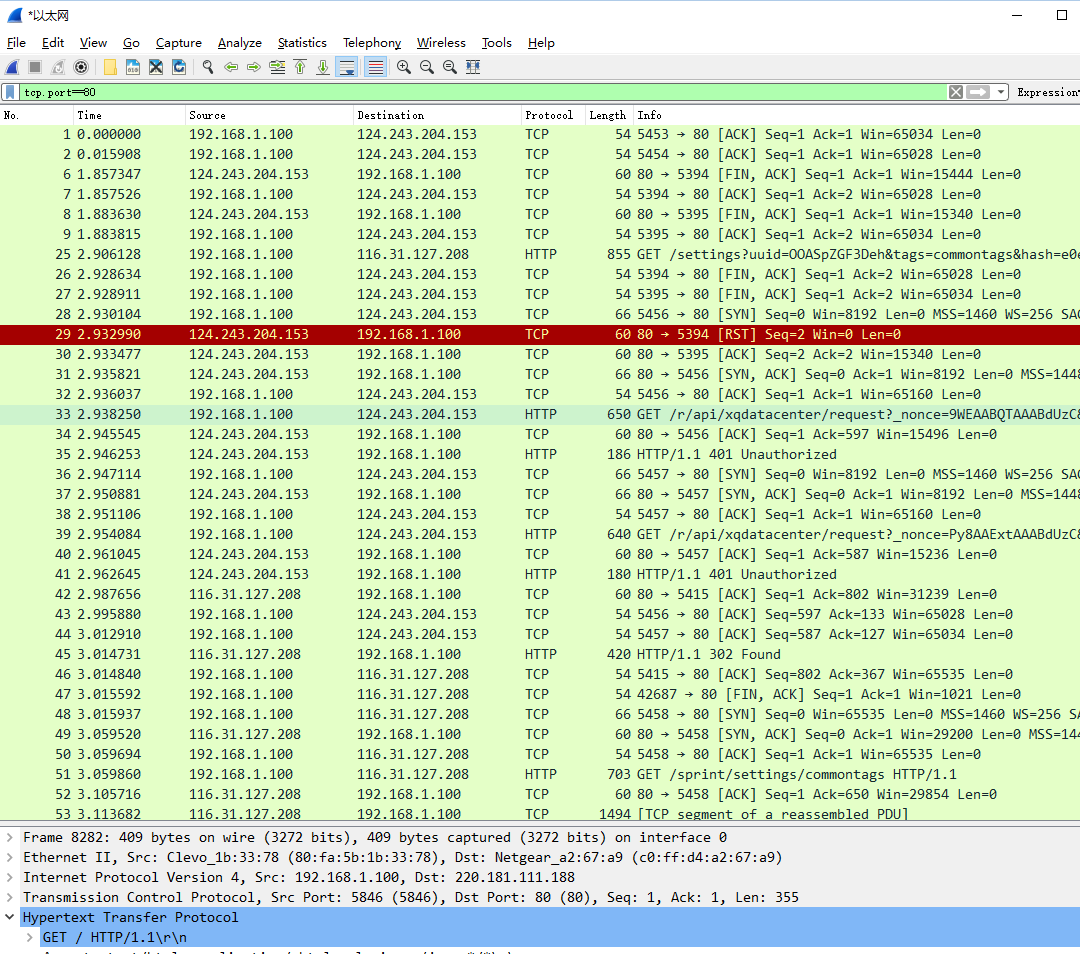 *以太网
File Edit View Go Capture Analyze Statistics Telephony Wireless Tools Help
tcp.port==80 Expression
No. Time Source Destination Protocol Length Info
1 0.000000 192.168.1.100 124.243.204.153 TCP 54 5453 → 80 [ACK] Seq=1 Ack=1 Win=65034 Len=0
2 0.015908 192.168.1.100 124.243.204.153 TCP 54 5454 → 80 [ACK] Seq=1 Ack=1 Win=65028 Len=0
6 1.857347 124.243.204.153 192.168.1.100 TCP 60 80 → 5394 [FIN, ACK] Seq=1 Ack=1 Win=15444 Len=0
7 1.857526 192.168.1.100 124.243.204.153 TCP 54 5394 → 80 [ACK] Seq=1 Ack=2 Win=65028 Len=0
8 1.883630 124.243.204.153 192.168.1.100 TCP 60 80 → 5395 [FIN, ACK] Seq=1 Ack=1 Win=15340 Len=0
9 1.883815 192.168.1.100 124.243.204.153 TCP 54 5395 → 80 [ACK] Seq=1 Ack=2 Win=65034 Len=0
25 2.906128 192.168.1.100 116.31.127.208 HTTP 855 GET /settings?uuid=OOASpZGF3Deh&tags=commontags&hash=e0e
26 2.928634 192.168.1.100 124.243.204.153 TCP 54 5394 → 80 [FIN, ACK] Seq=1 Ack=2 Win=65028 Len=0
27 2.928911 192.168.1.100 124.243.204.153 TCP 54 5395 → 80 [FIN, ACK] Seq=1 Ack=2 Win=65034 Len=0
28 2.930104 192.168.1.100 124.243.204.153 TCP 66 5456 → 80 [SYN] Seq=0 Win=8192 Len=0 MSS=1460 WS=256 SAC
29 2.932990 124.243.204.153 192.168.1.100 TCP 60 80 → 5394 [RST] Seq=2 Win=0 Len=0
30 2.933477 124.243.204.153 192.168.1.100 TCP 60 80 → 5395 [ACK] Seq=2 Ack=2 Win=15340 Len=0
31 2.935821 124.243.204.153 192.168.1.100 TCP 66 80 → 5456 [SYN, ACK] Seq=0 Ack=1 Win=8192 Len=0 MSS=1448
32 2.936037 192.168.1.100 124.243.204.153 TCP 54 5456 → 80 [ACK] Seq=1 Ack=1 Win=65160 Len=0
33 2.938250 192.168.1.100 124.243.204.153 HTTP 650 GET /r/api/xqdatacenter/request?_nonce=9WEAABQTAAABdUzC&
34 2.945545 124.243.204.153 192.168.1.100 TCP 60 80 → 5456 [ACK] Seq=1 Ack=597 Win=15496 Len=0
35 2.946253 124.243.204.153 192.168.1.100 HTTP 186 HTTP/1.1 401 Unauthorized
36 2.947114 192.168.1.100 124.243.204.153 TCP 66 5457 → 80 [SYN] Seq=0 Win=8192 Len=0 MSS=1460 WS=256 SAC
37 2.950881 124.243.204.153 192.168.1.100 TCP 66 80 → 5457 [SYN, ACK] Seq=0 Ack=1 Win=8192 Len=0 MSS=1448
38 2.951106 192.168.1.100 124.243.204.153 TCP 54 5457 → 80 [ACK] Seq=1 Ack=1 Win=65160 Len=0
39 2.954084 192.168.1.100 124.243.204.153 HTTP 640 GET /r/api/xqdatacenter/request?_nonce=Py8AAExtAAABdUzC&
40 2.961045 124.243.204.153 192.168.1.100 TCP 60 80 → 5457 [ACK] Seq=1 Ack=587 Win=15236 Len=0
41 2.962645 124.243.204.153 192.168.1.100 HTTP 180 HTTP/1.1 401 Unauthorized
42 2.987656 116.31.127.208 192.168.1.100 TCP 60 80 → 5415 [ACK] Seq=1 Ack=802 Win=31239 Len=0
43 2.995880 192.168.1.100 124.243.204.153 TCP 54 5456 → 80 [ACK] Seq=597 Ack=133 Win=65028 Len=0
44 3.012910 192.168.1.100 124.243.204.153 TCP 54 5457 → 80 [ACK] Seq=587 Ack=127 Win=65034 Len=0
45 3.014731 116.31.127.208 192.168.1.100 HTTP 420 HTTP/1.1 302 Found
46 3.014840 192.168.1.100 116.31.127.208 TCP 54 5415 → 80 [ACK] Seq=802 Ack=367 Win=65535 Len=0
47 3.015592 192.168.1.100 116.31.127.208 TCP 54 42687 → 80 [FIN, ACK] Seq=1 Ack=1 Win=1021 Len=0
48 3.015937 192.168.1.100 116.31.127.208 TCP 66 5458 → 80 [SYN] Seq=0 Win=65535 Len=0 MSS=1460 WS=256 SA
49 3.059520 116.31.127.208 192.168.1.100 TCP 60 80 → 5458 [SYN, ACK] Seq=0 Ack=1 Win=29200 Len=0 MSS=144
50 3.059694 192.168.1.100 116.31.127.208 TCP 54 5458 → 80 [ACK] Seq=1 Ack=1 Win=65535 Len=0
51 3.059860 192.168.1.100 116.31.127.208 HTTP 703 GET /sprint/settings/commontags HTTP/1.1
52 3.105716 116.31.127.208 192.168.1.100 TCP 60 80 → 5458 [ACK] Seq=1 Ack=650 Win=29854 Len=0
53 3.113682 116.31.127.208 192.168.1.100 TCP 1494 [TCP segment of a reassembled PDU]
Frame 8282: 409 bytes on wire (3272 bits), 409 bytes captured (3272 bits) on interface 0
Ethernet II, Src: Clevo_1b:33:78 (80:fa:5b:1b:33:78), Dst: Netgear_a2:67:a9 (c0:ff:d4:a2:67:a9)
Internet Protocol Version 4, Src: 192.168.1.100, Dst: 220.181.111.188
Transmission Control Protocol, Src Port: 5846 (5846), Dst Port: 80 (80), Seq: 1, Ack: 1, Len: 355
Hypertext Transfer Protocol
GET / HTTP/1.1\r\n